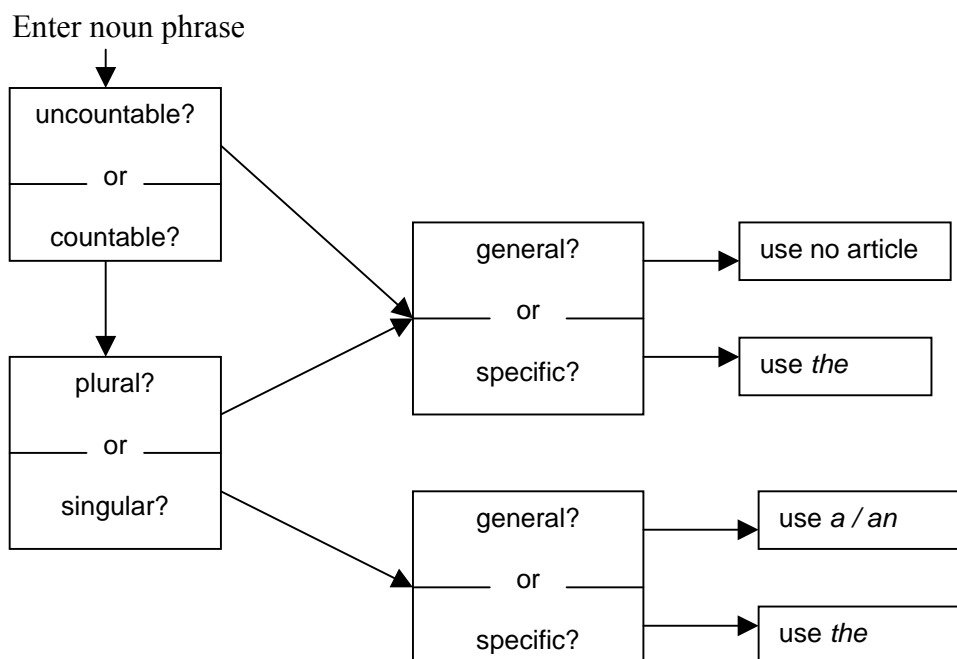 Enter noun phrase
uncountable?
or
countable?
plural?
or
singular?
general?
or
specific?
use no article
use the
general?
or
specific?
use a / an
use the